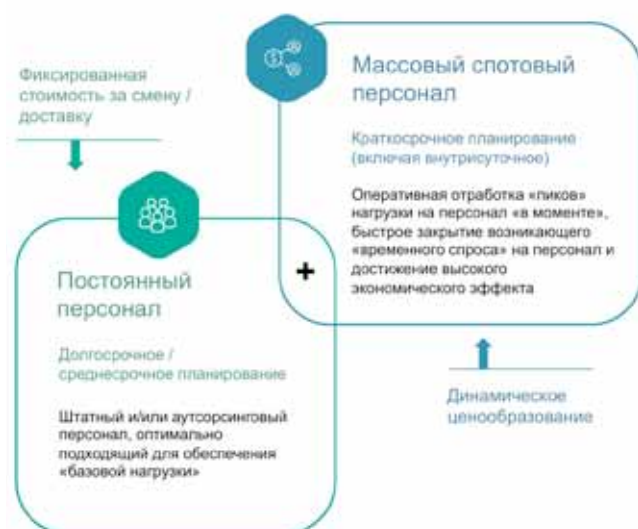 Фиксированная
стоимость за смену /
доставку
Массовый спотовый
персонал
Краткосрочное планирование
(включая внутрисуточное)
Оперативная отработка «пиков»
нагрузки на персонал «в моменте»,
быстрое закрытие возникающего
«временного спроса» на персонал и
достижение высокого
экономического эффекта
+
Постоянный
персонал
Долгосрочное /
среднесрочное планирование
Штатный и/или аутсорсинговый
персонал, оптимально
подходящий для обеспечения
«базовой нагрузки»
Динамическое
ценообразование